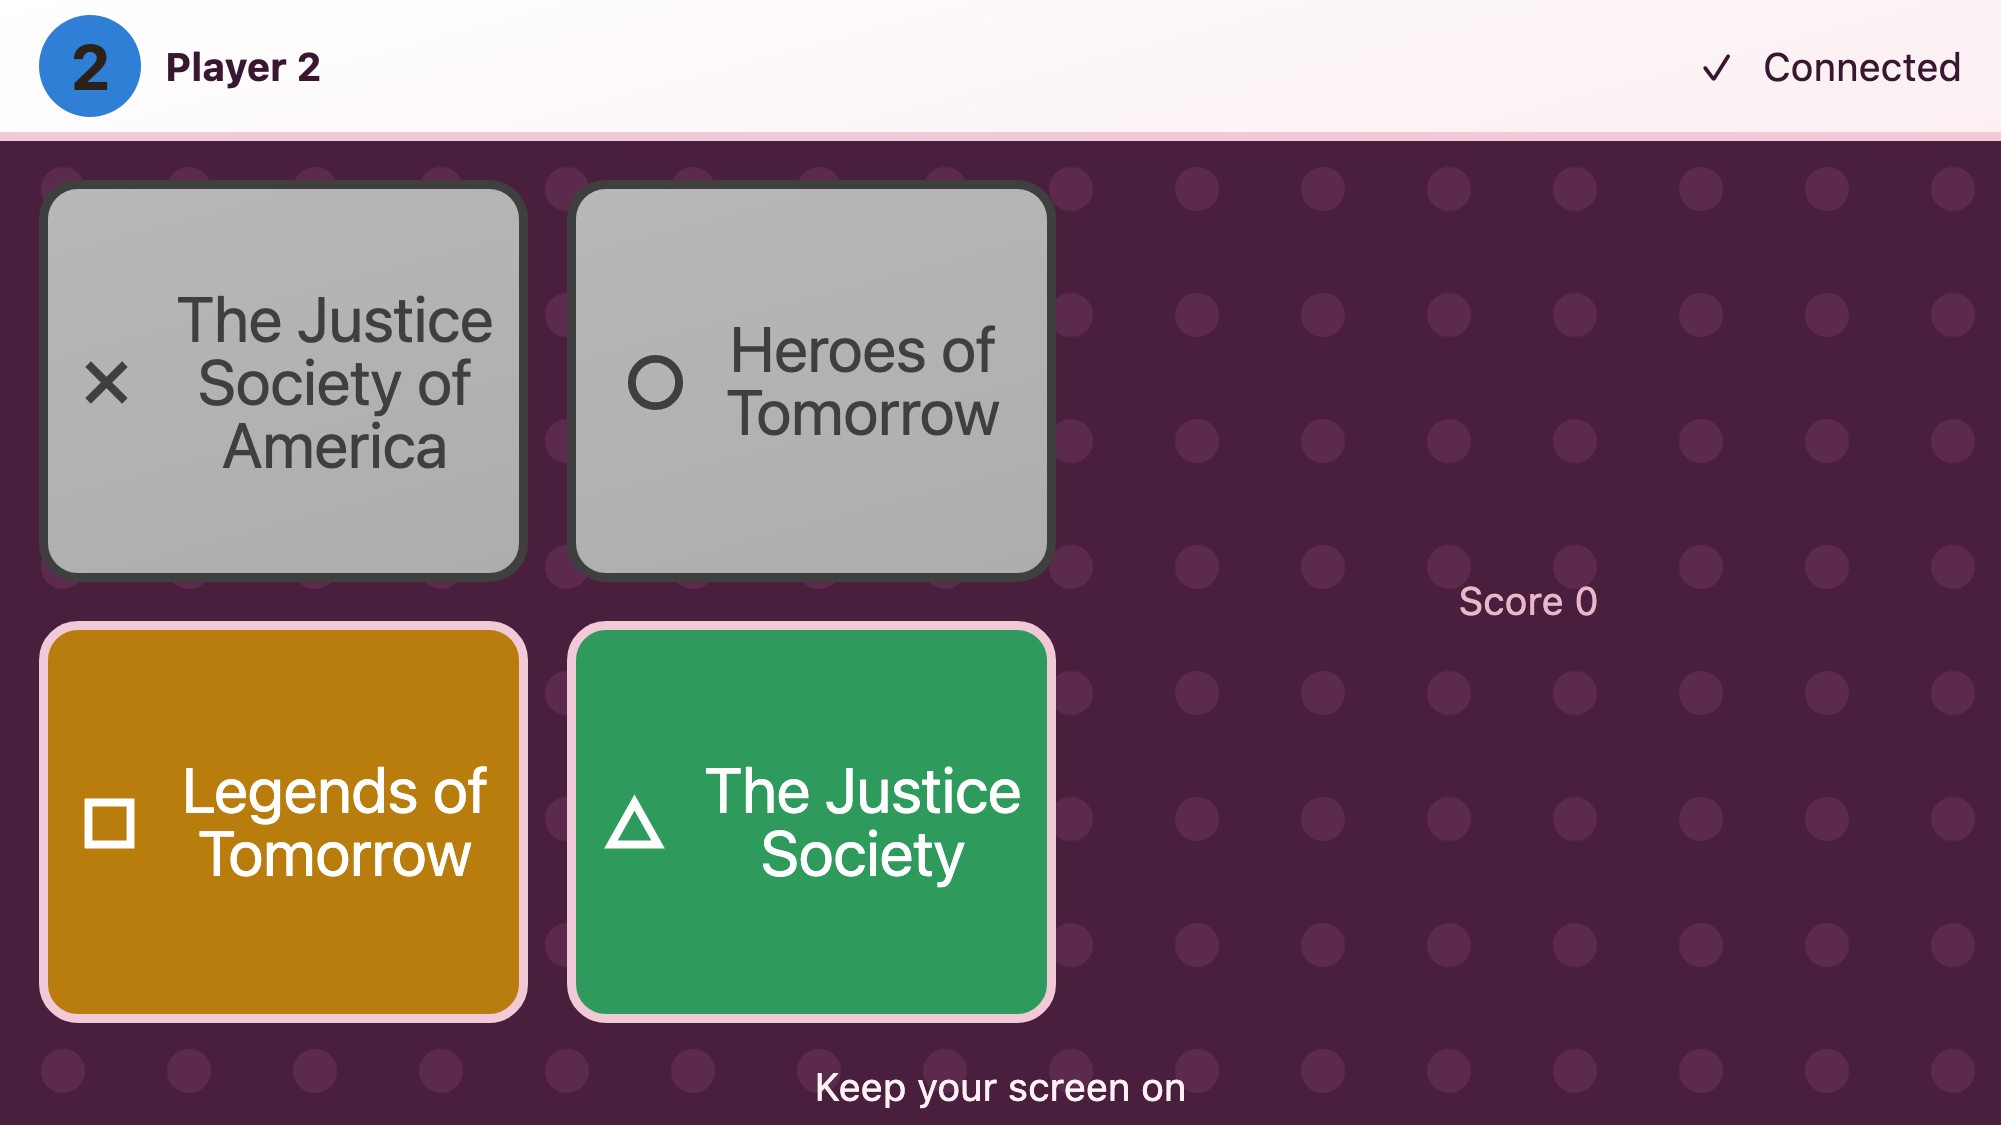 2
Player 2
✓ Connected
The Justice
Society of
America
Heroes of
Tomorrow
Legends of
Tomorrow
The Justice
Society
Score 0
Keep your screen on